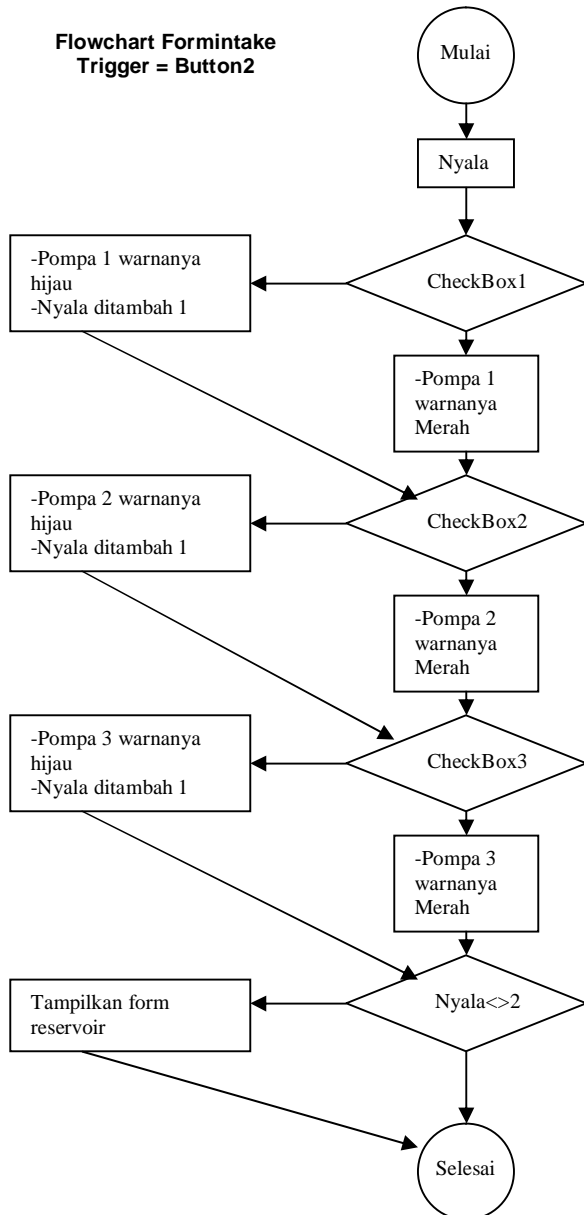 Flowchart Formintake
Trigger = Button2
Mulai
Nyala
CheckBox1
-Pompa 1 warnanya
hijau
-Nyala ditambah 1
-Pompa 1
warnanya
Merah
CheckBox2
-Pompa 2 warnanya
hijau
-Nyala ditambah 1
-Pompa 2
warnanya
Merah
CheckBox3
-Pompa 3 warnanya
hijau
-Nyala ditambah 1
-Pompa 3
warnanya
Merah
Nyala<>2
Tampilkan form
reservoir
Selesai